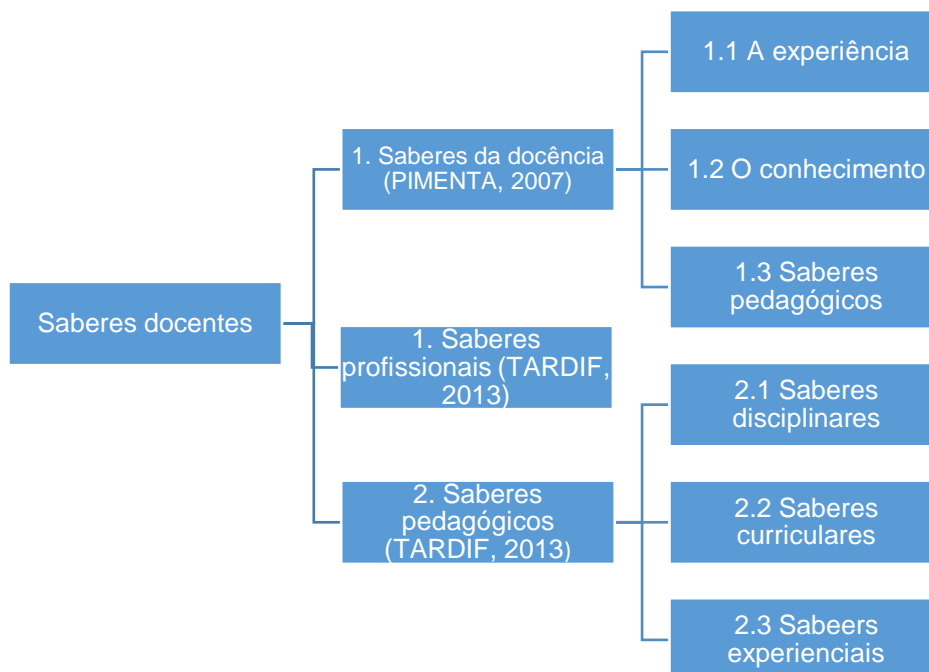 Saberes docentes
1. Saberes da docência
(PIMENTA, 2007)
1.1 A experiência
1.2 O conhecimento
1.3 Saberes
pedagógicos
1. Saberes
profissionais (TARDIF,
2013)
2. Saberes
pedagógicos
(TARDIF, 2013)
2.1 Saberes
disciplinares
2.2 Saberes
curriculares
2.3 Sabeers
experienciais